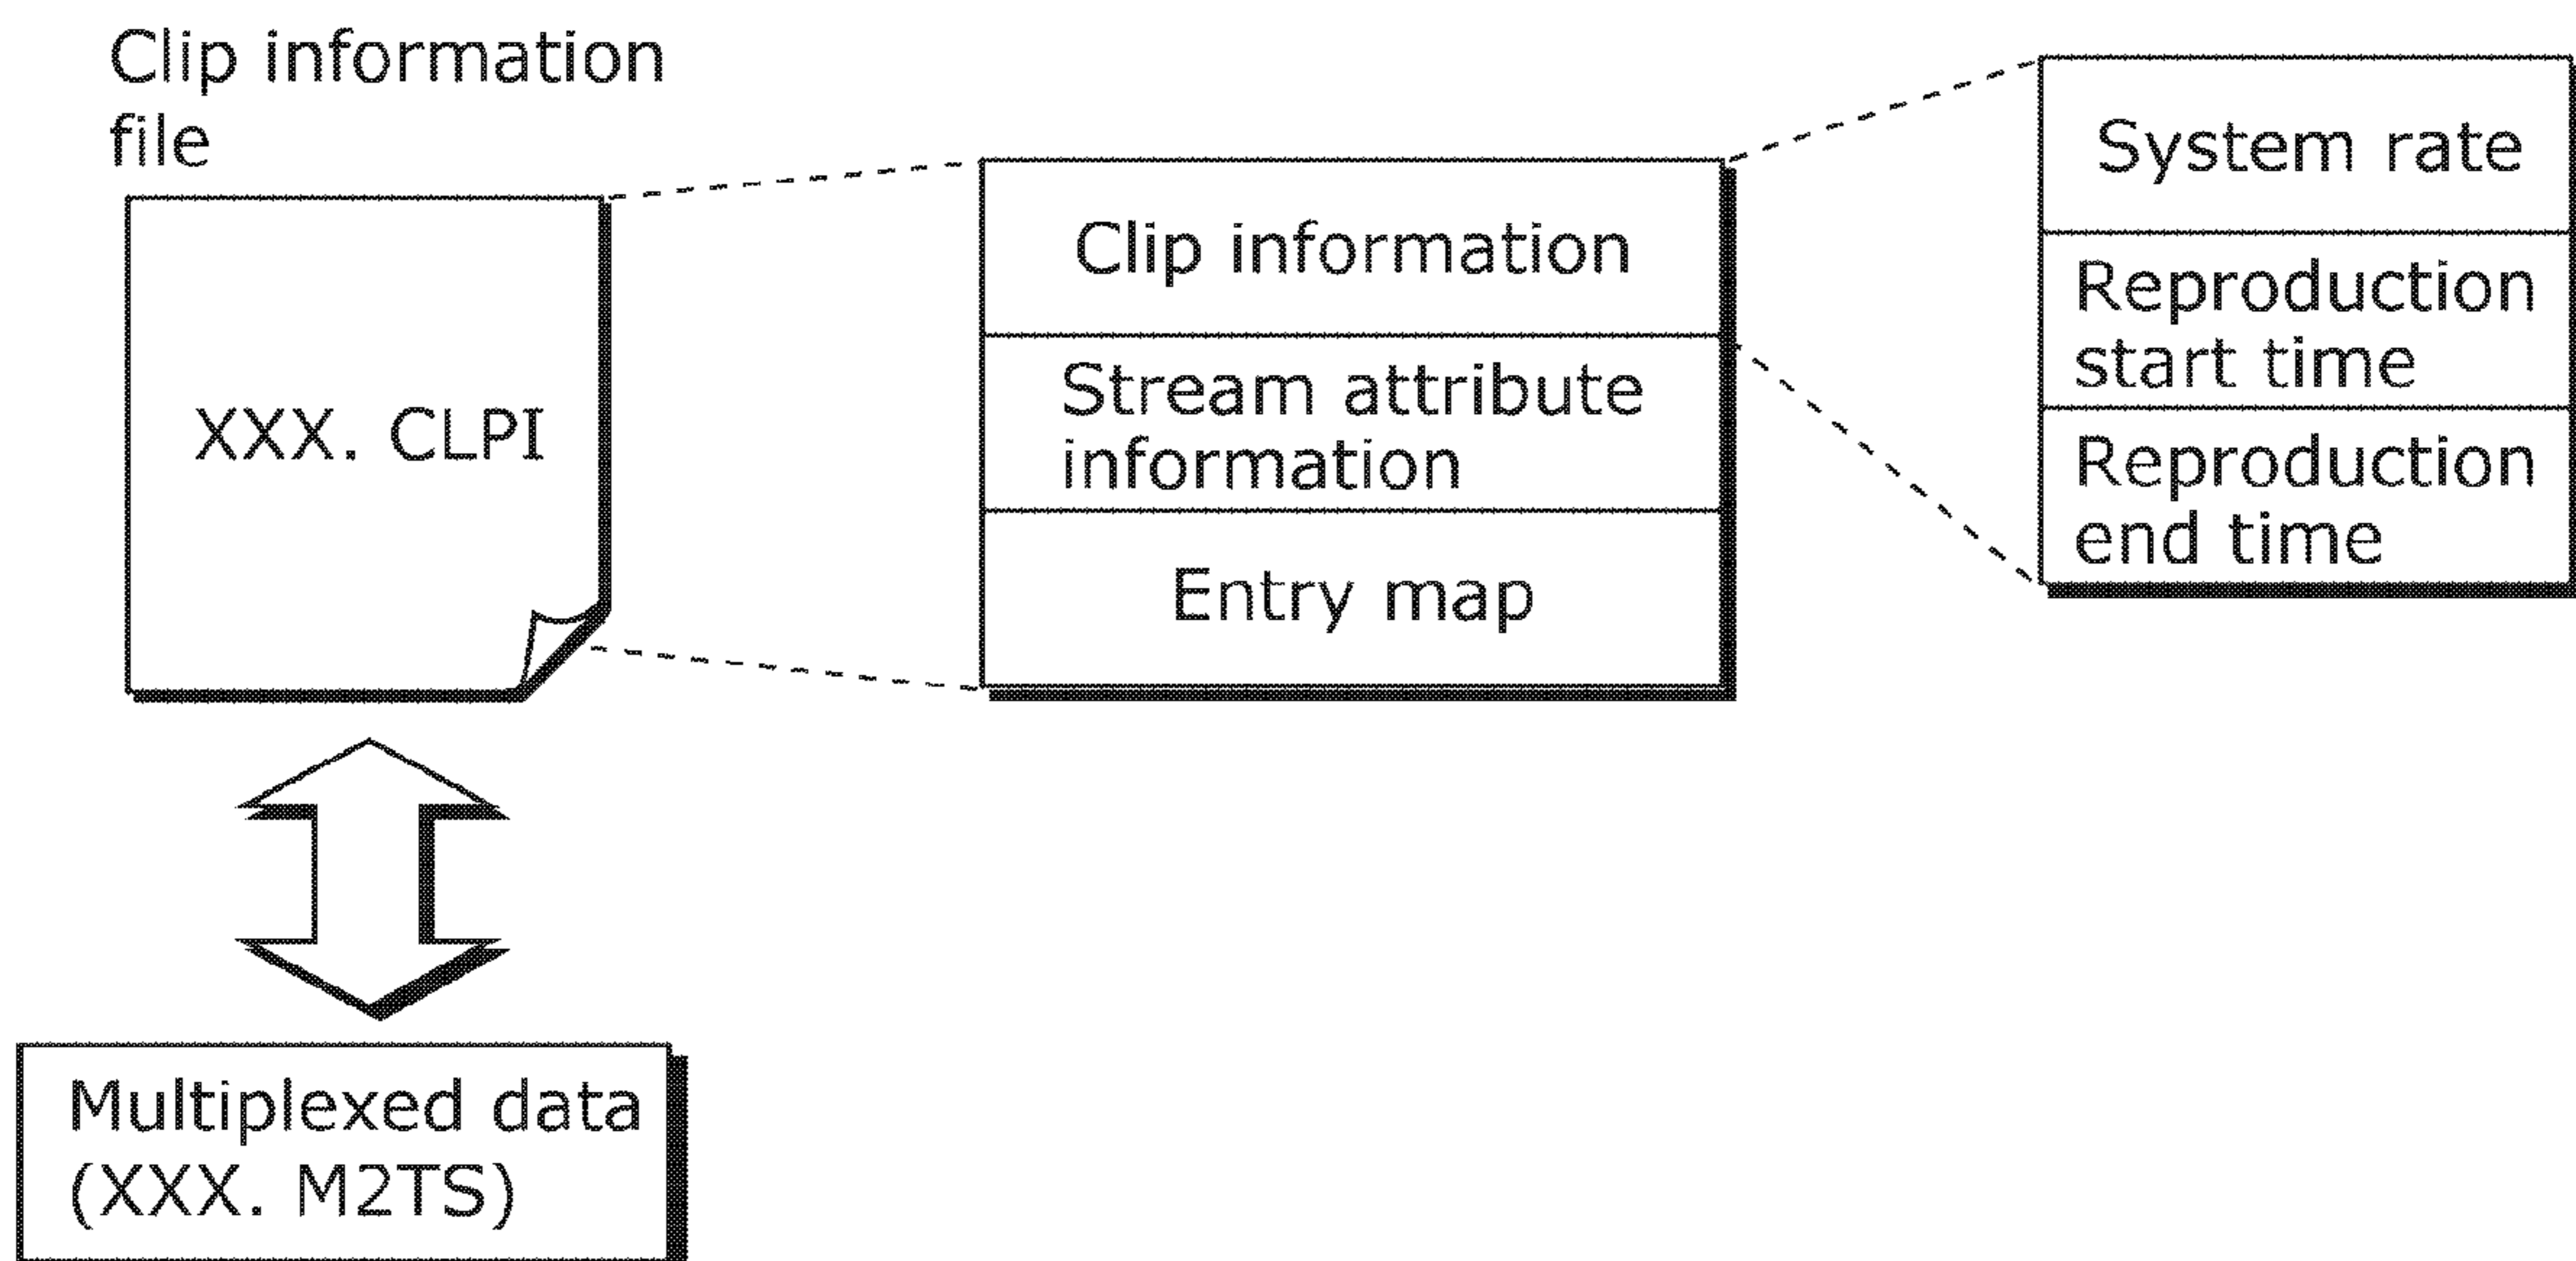 Clip information
file
XXX. CLPI
Clip information
Stream attribute
information
Entry map
System rate
Reproduction
start time
Reproduction
end time
Multiplexed data
(XXX. M2TS)